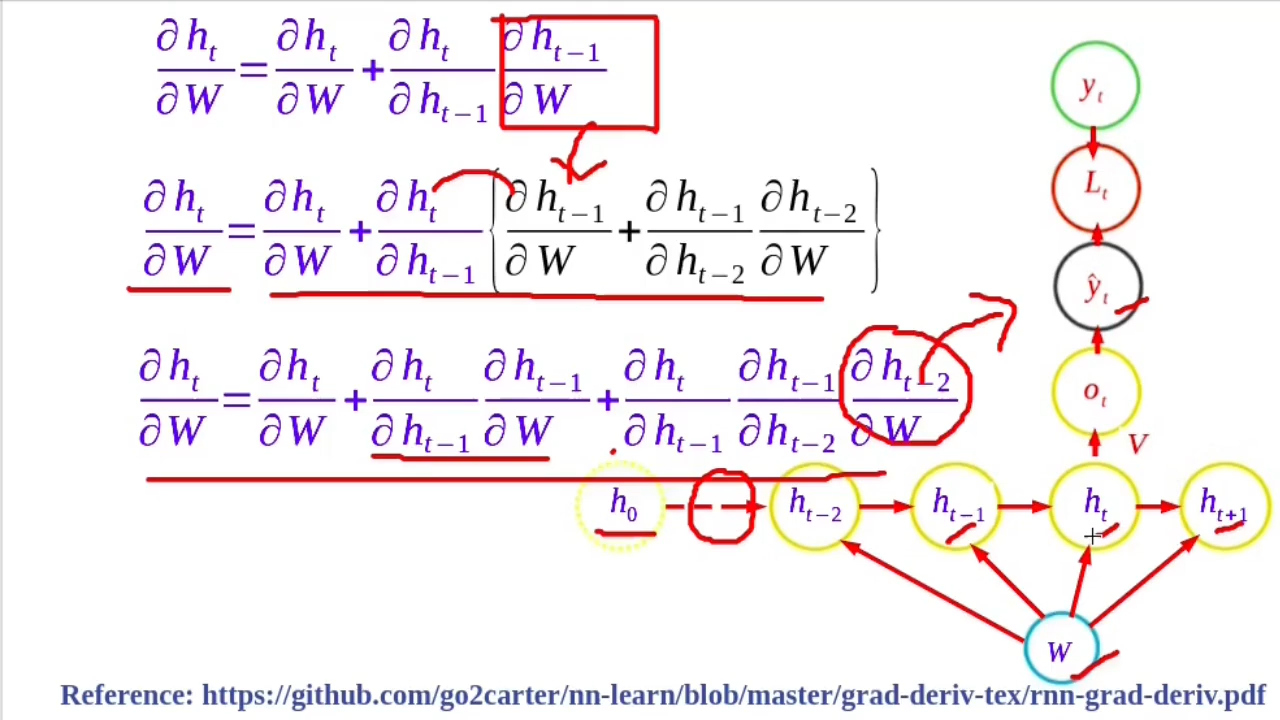 ∂h_t/∂W = ∂h_t/∂W + ∂h_t/∂h_{t−1} ∂h_{t−1}/∂W
∂h_t/∂W = ∂h_t/∂W + ∂h_t/∂h_{t−1} {∂h_{t−1}/∂W + ∂h_{t−1}/∂h_{t−2} ∂h_{t−2}/∂W}
∂h_t/∂W = ∂h_t/∂W + ∂h_t/∂h_{t−1} ∂h_{t−1}/∂W + ∂h_t/∂h_{t−1} ∂h_{t−1}/∂h_{t−2} ∂h_{t−2}/∂W
y_t
L_t
ŷ_t
o_t
V
h_0 h_{t−2} h_{t−1} h_t h_{t+1}
W
Reference: https://github.com/go2carter/nn-learn/blob/master/grad-deriv-tex/rnn-grad-deriv.pdf